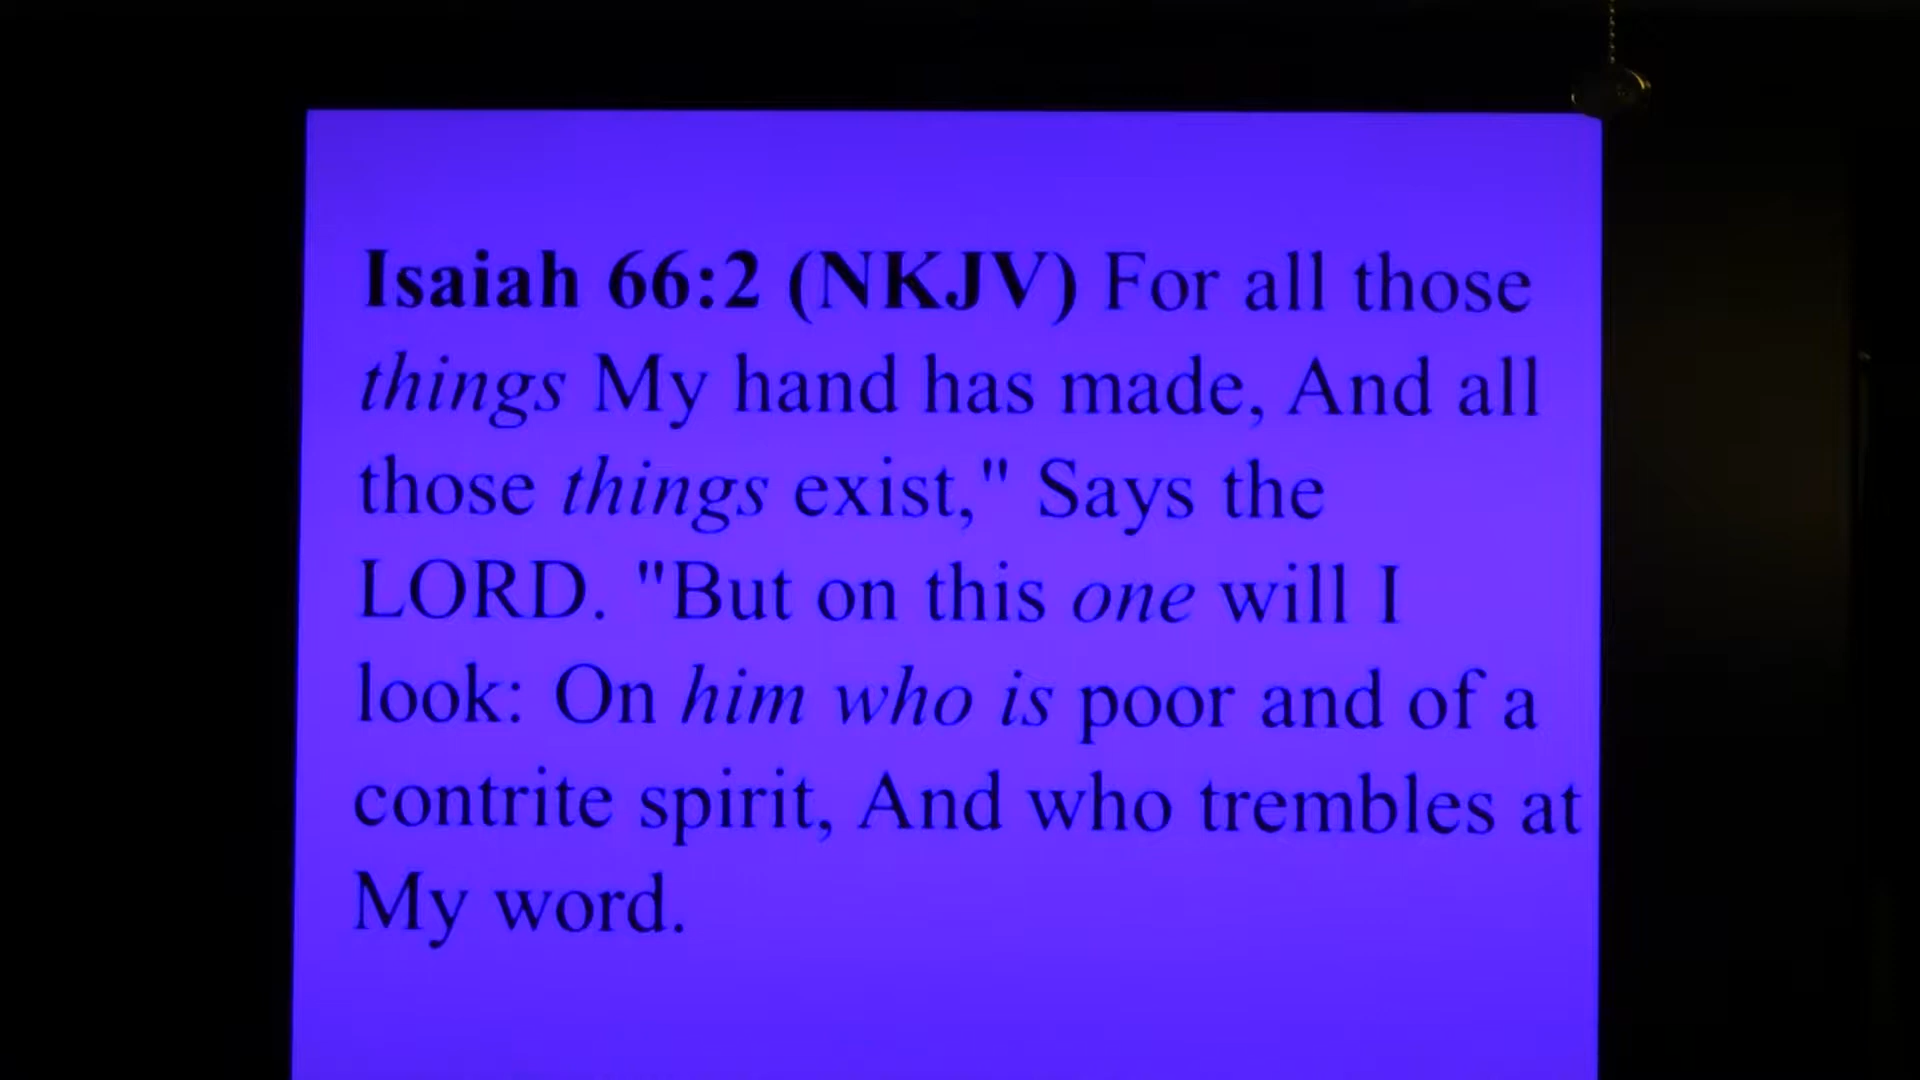 Isaiah 66:2 (NKJV) For all those
things My hand has made, And all
those things exist," Says the
LORD. "But on this one will I
look: On him who is poor and of a
contrite spirit, And who trembles at
My word.